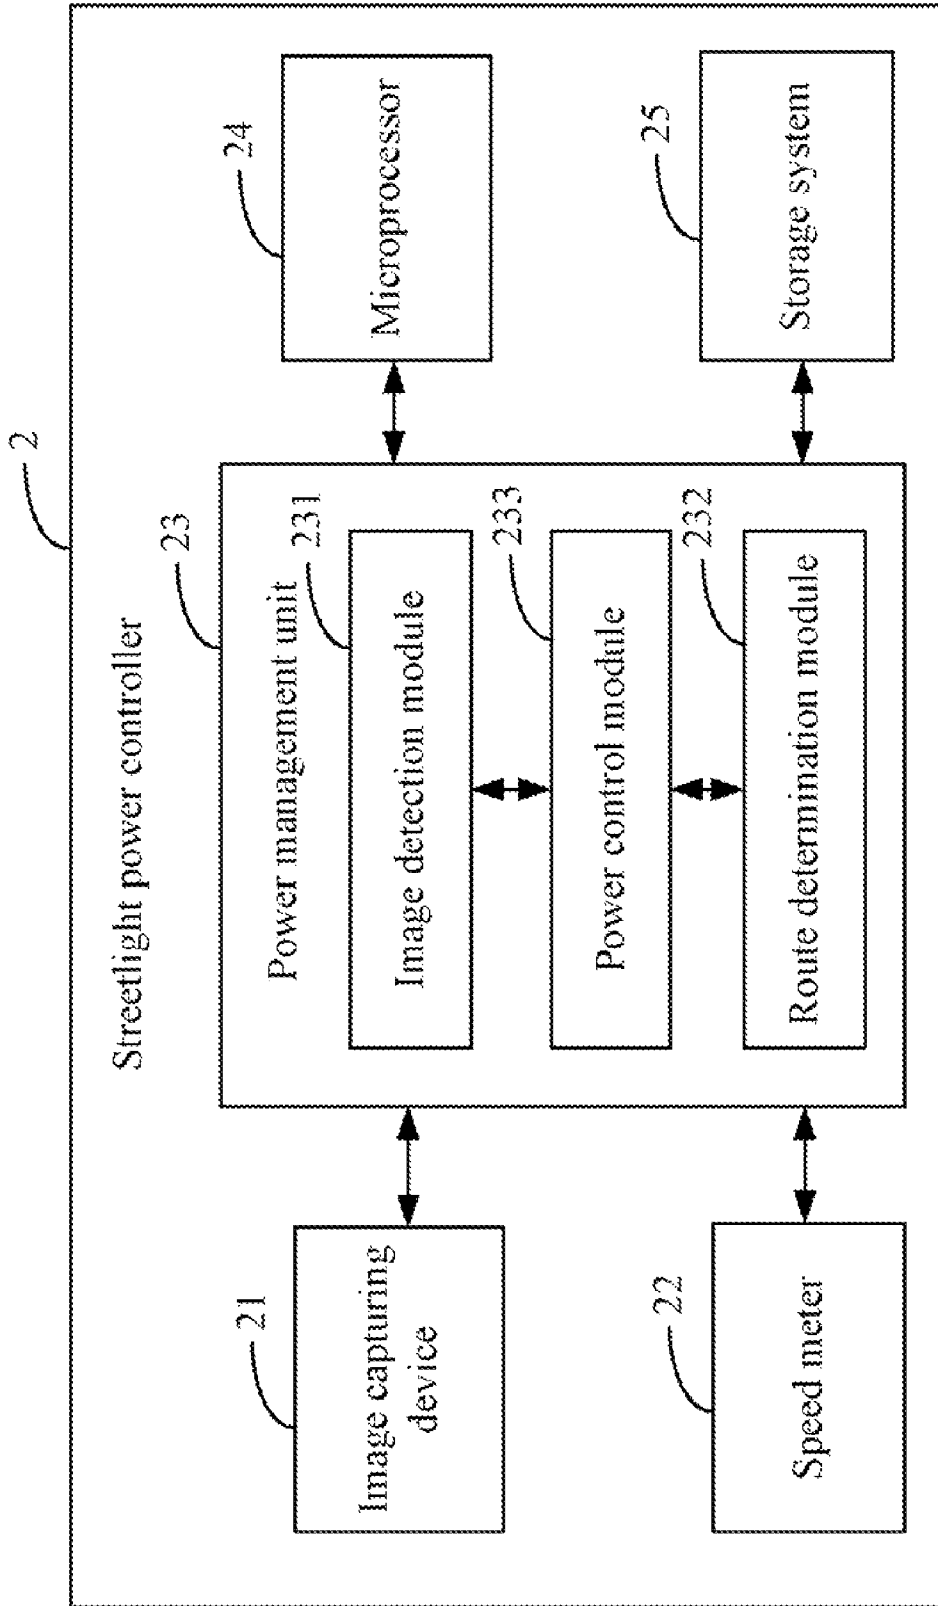 2
Streetlight power controller
21
Image capturing
device
22
Speed meter
23
Power management unit
231
Image detection module
233
Power control module
232
Route determination module
24
Microprocessor
25
Storage system